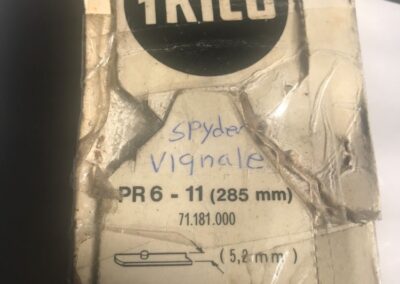 TRICO
Spyder
Vignale
PR 6 - 11 (285 mm)
71.181.000
(5,2 mm)